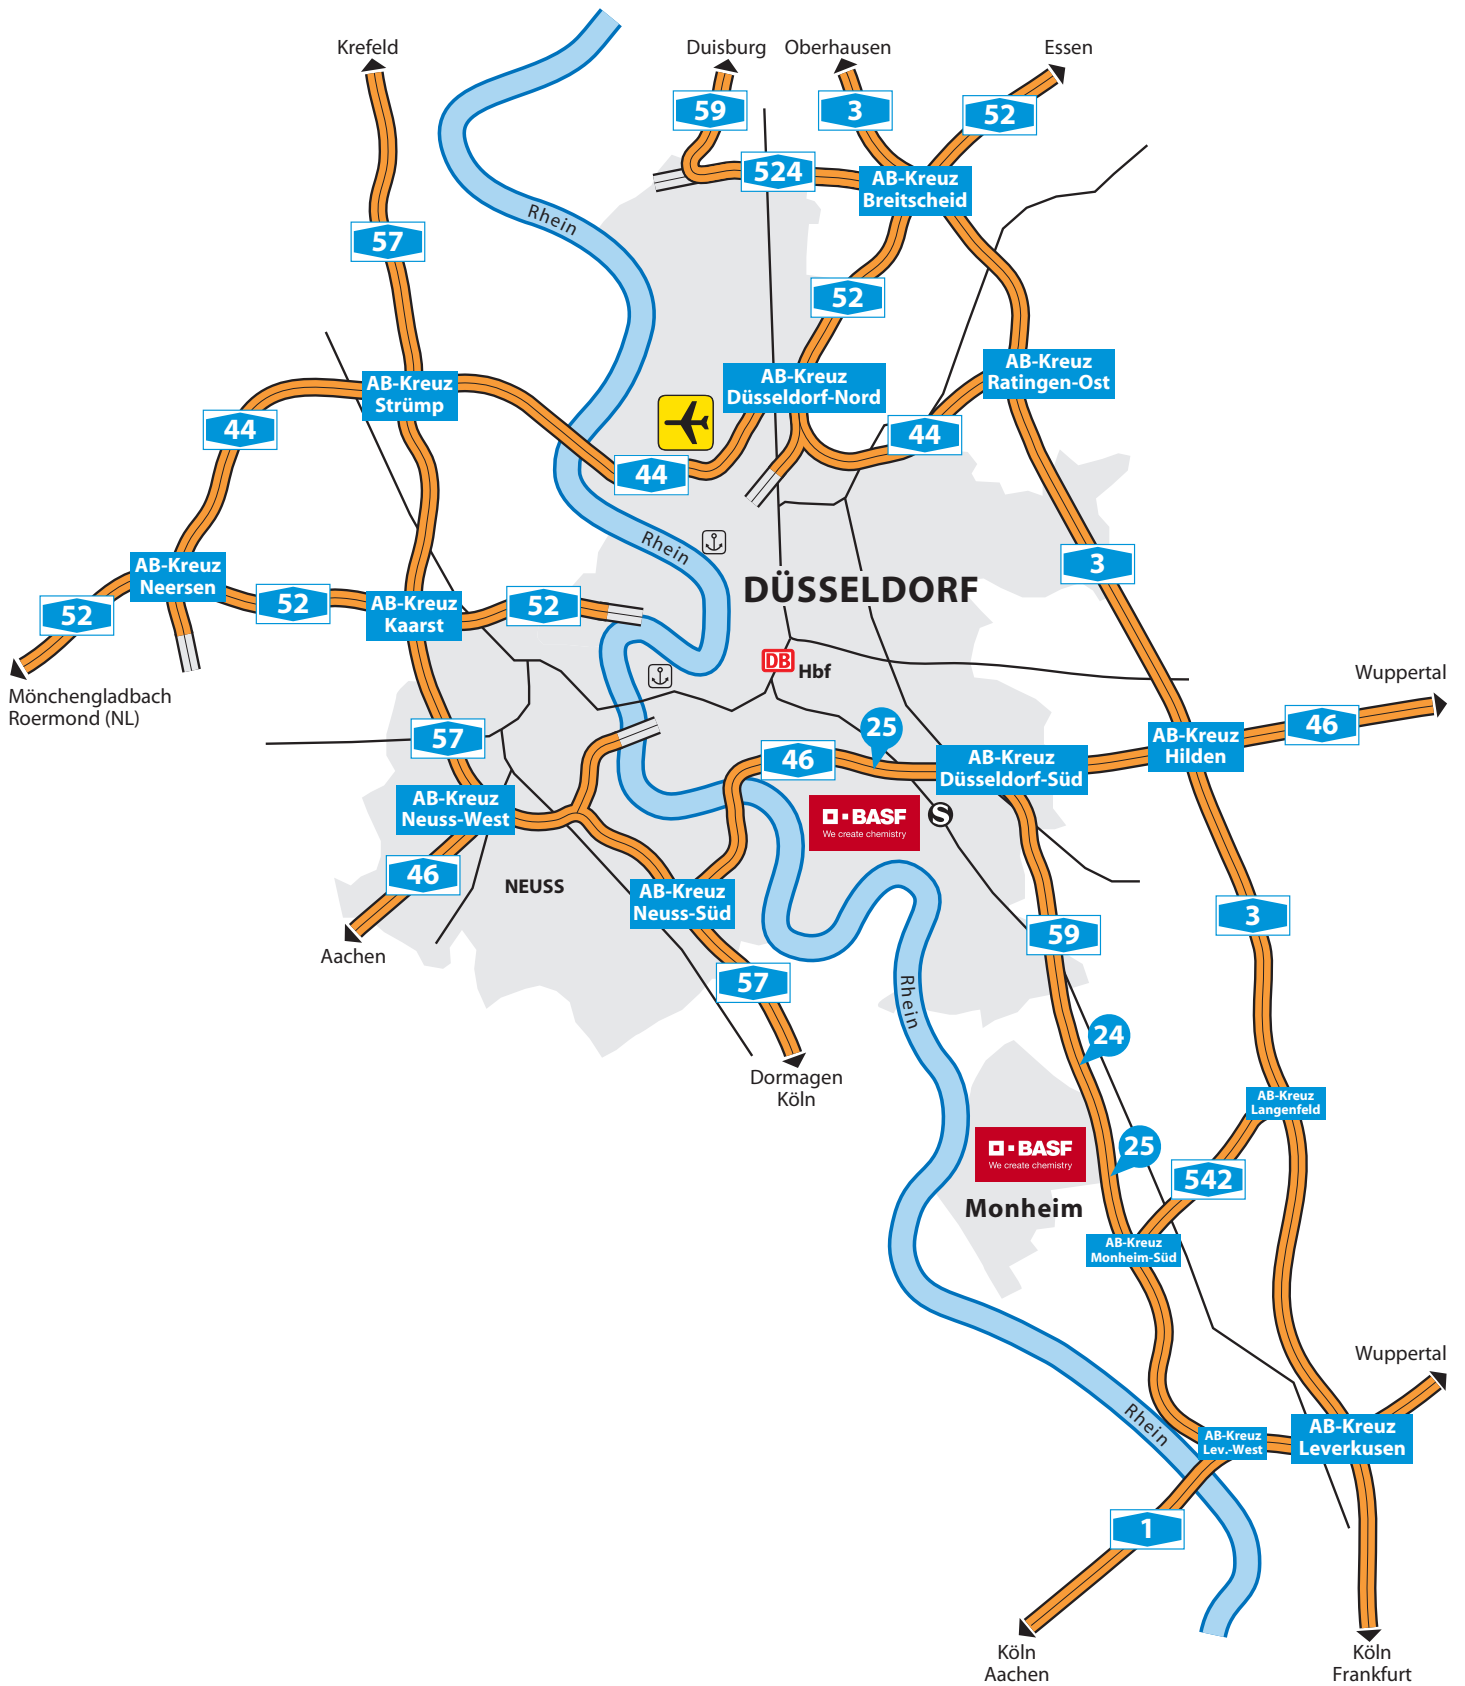 Krefeld
Duisburg
Oberhausen
Essen
59
3
52
524
AB-Kreuz
Breitscheid
Rhein
57
52
AB-Kreuz
Ratingen-Ost
AB-Kreuz
Düsseldorf-Nord
AB-Kreuz
Strümp
44
44
44
Rhein
3
AB-Kreuz
Neersen
DÜSSELDORF
52
52
AB-Kreuz
Kaarst
52
DB
Hbf
Wuppertal
Mönchengladbach
Roermond (NL)
57
25
46
AB-Kreuz
Hilden
46
AB-Kreuz
Düsseldorf-Süd
AB-Kreuz
Neuss-West
BASF
We create chemistry
S
46
NEUSS
AB-Kreuz
Neuss-Süd
3
59
Aachen
57
Rhein
24
Dormagen
Köln
AB-Kreuz
Langenfeld
25
BASF
We create chemistry
542
Monheim
AB-Kreuz
Monheim-Süd
Wuppertal
Rhein
AB-Kreuz
Lev.-West
AB-Kreuz
Leverkusen
1
Köln
Aachen
Köln
Frankfurt